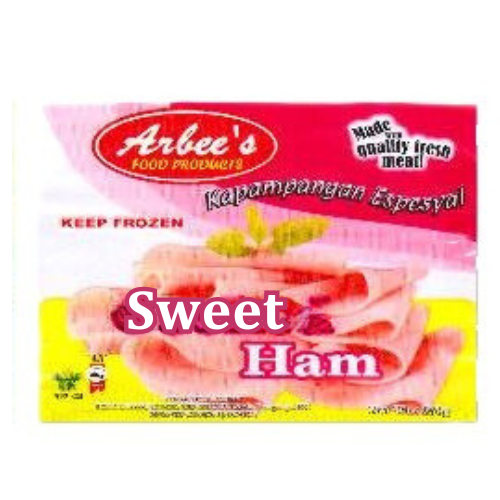 Arbee's
FOOD PRODUCTS
Made
with
quality fresh
meat!
Kapampangan Espesyal
KEEP FROZEN
Sweet
Ham